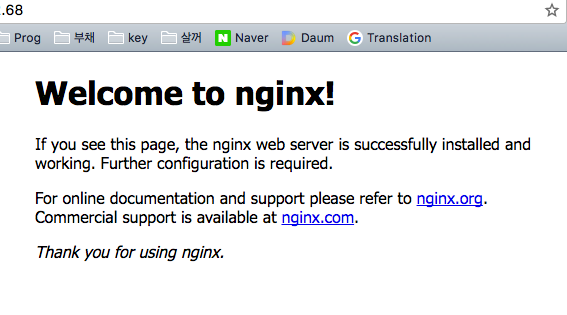 .68
Prog 부채 key 살꺼 Naver Daum Translation
Welcome to nginx!
If you see this page, the nginx web server is successfully installed and
working. Further configuration is required.
For online documentation and support please refer to nginx.org.
Commercial support is available at nginx.com.
Thank you for using nginx.